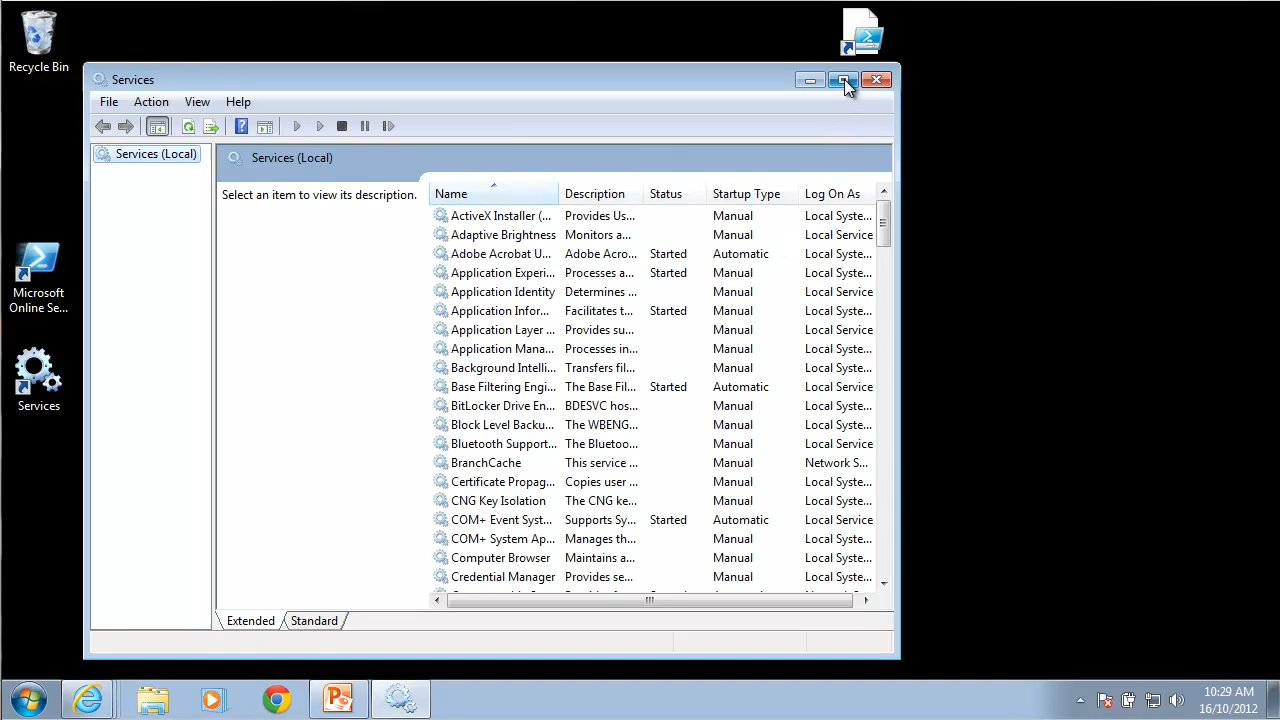 Recycle Bin
Services
File Action View Help
Services (Local)
Services (Local)
Select an item to view its description.
Name Description Status Startup Type Log On As
ActiveX Installer (... Provides Us... Manual Local Syste...
Adaptive Brightness Monitors a... Manual Local Service
Adobe Acrobat U... Adobe Acro... Started Automatic Local Syste...
Application Experi... Processes a... Started Manual Local Syste...
Application Identity Determines ... Manual Local Service
Application Infor... Facilitates t... Started Manual Local Syste...
Application Layer ... Provides su... Manual Local Service
Application Mana... Processes in... Manual Local Syste...
Background Intelli... Transfers fil... Manual Local Syste...
Base Filtering Engi... The Base Fil... Started Automatic Local Service
BitLocker Drive En... BDESVC hos... Manual Local Syste...
Block Level Backu... The WBENG... Manual Local Syste...
Bluetooth Support... The Bluetoo... Manual Local Service
BranchCache This service ... Manual Network S...
Certificate Propag... Copies user ... Manual Local Syste...
CNG Key Isolation The CNG ke... Manual Local Syste...
COM+ Event Syst... Supports Sy... Started Automatic Local Service
COM+ System Ap... Manages th... Manual Local Syste...
Computer Browser Maintains a... Manual Local Syste...
Credential Manager Provides se... Manual Local Syste...
Extended Standard
Microsoft
Online Se...
Services
10:29 AM
16/10/2012